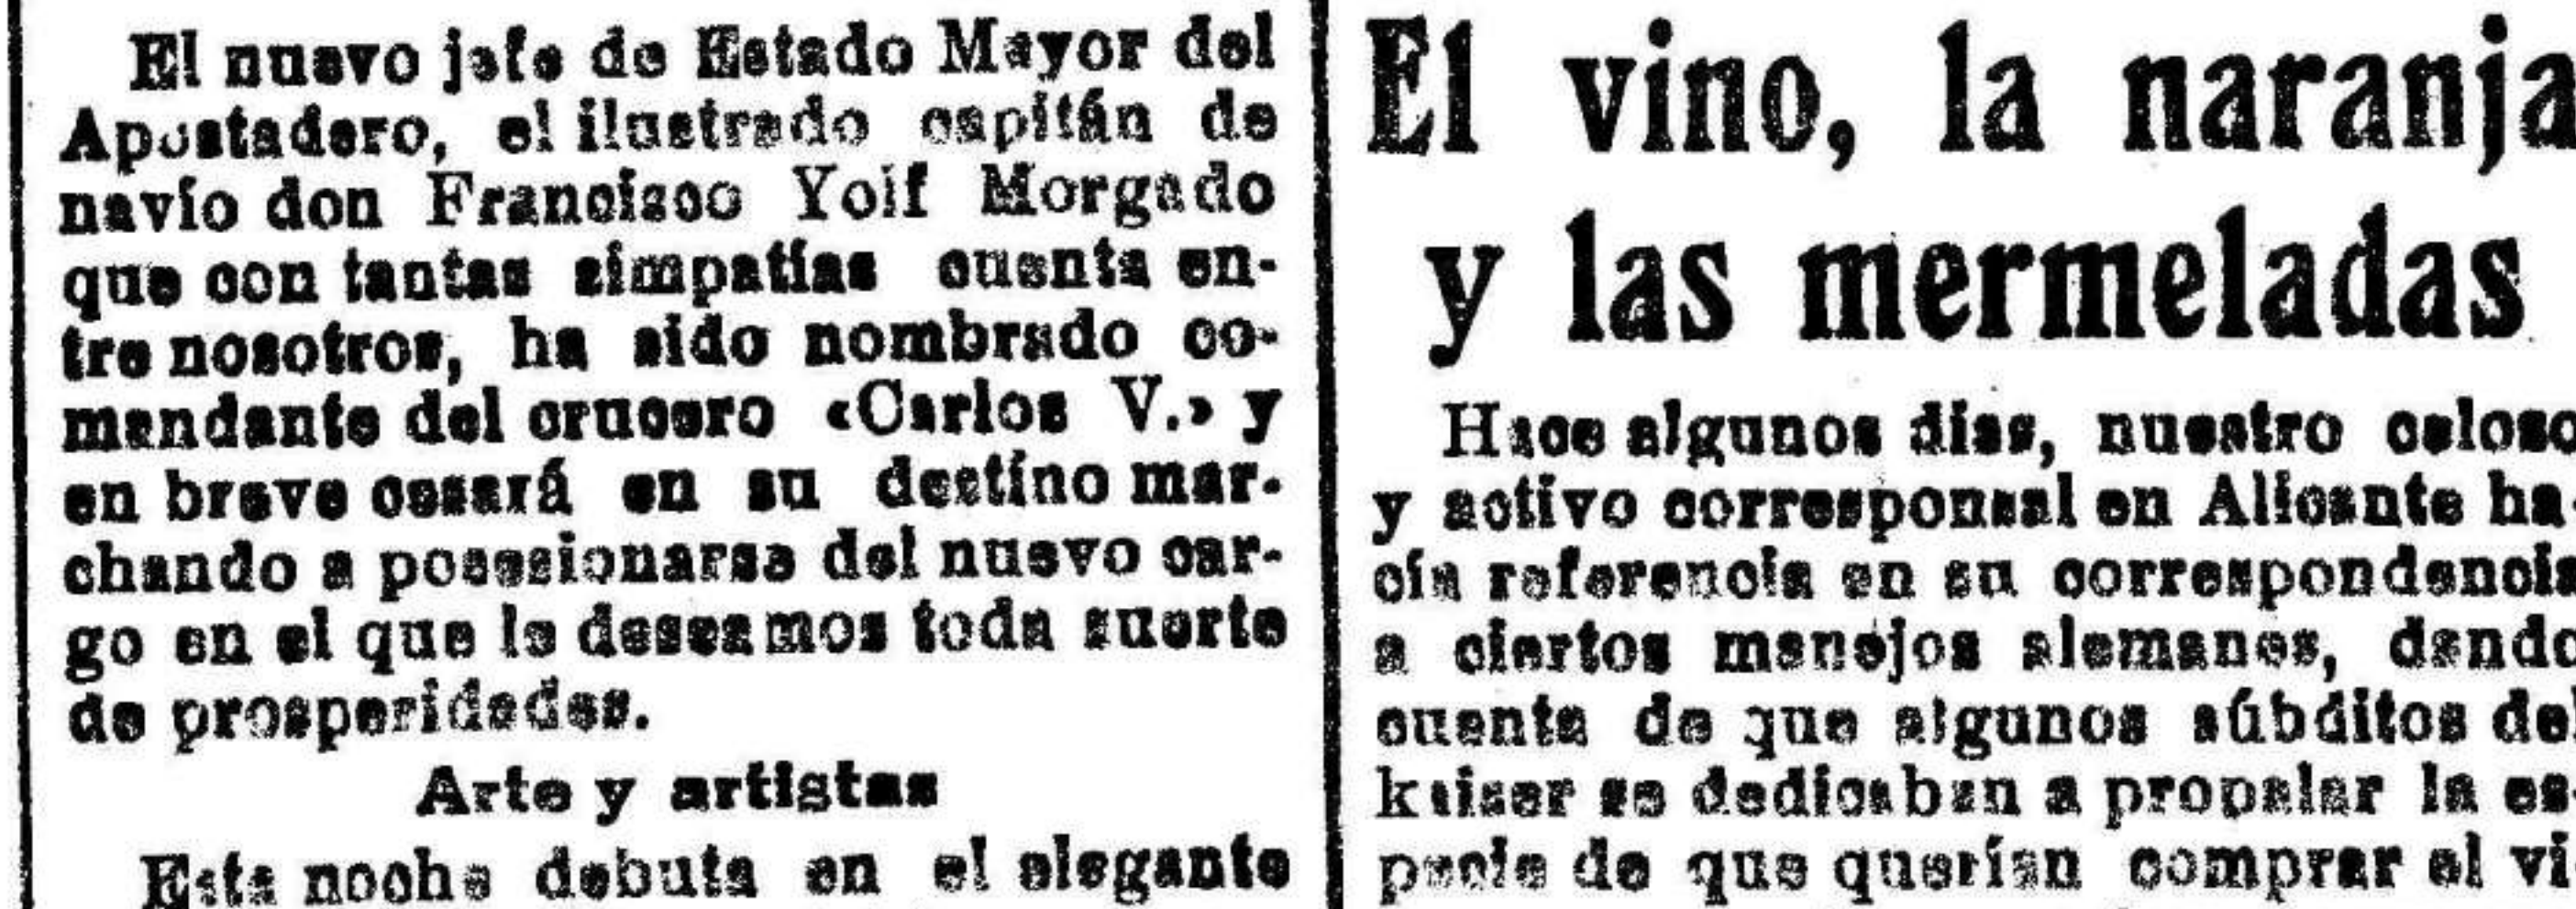 El nuevo jefe de Estado Mayor del
Apostadero, el ilustrado capitán de
navío don Francisco Yolf Morgado
que con tantas simpatías cuenta en-
tre nosotros, ha sido nombrado co-
mandante del crucero «Carlos V.» y
en breve cesará en su destino mar-
chando a posesionarse del nuevo car-
go en el que le deseamos toda suerte
de prosperidades.
Arte y artistas
Esta noche debuta en el elegante
El vino, la naranja
y las mermeladas
Hace algunos días, nuestro celoso
y activo corresponsal en Alicante ha
cía referencia en su correspondencia
a ciertos manejos alemanes, dando
cuenta de que algunos súbditos del
kaiser se dedicaban a propalar la es-
pecie de que querían comprar el vi